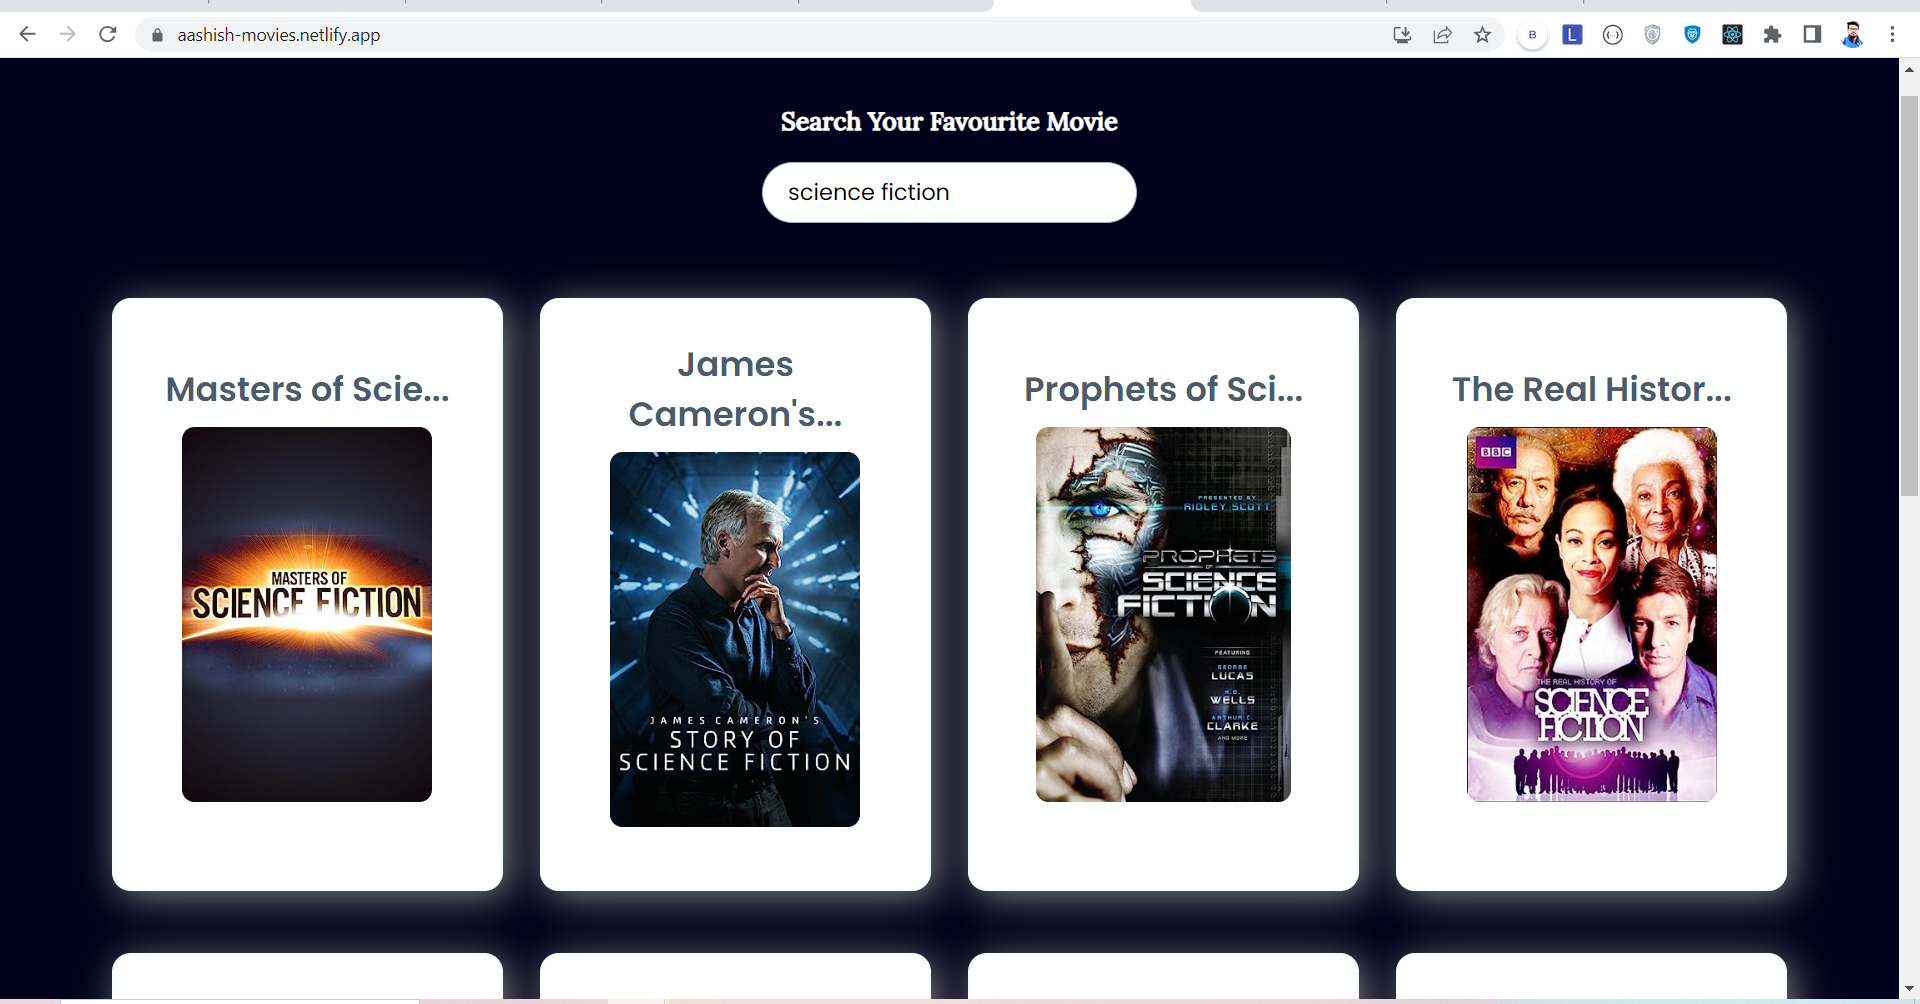 aashish-movies.netlify.app
B
L
Search Your Favourite Movie
science fiction
Masters of Scie...
MASTERS OF
SCIENCE FICTION
James
Cameron's...
JAMES CAMERON'S
STORY OF
SCIENCE FICTION
Prophets of Sci...
PRESENTED BY
RIDLEY SCOTT
PROPHETS
OF
SCIENCE
FICTION
FEATURING
GEORGE
LUCAS
H.G.
WELLS
ARTHUR C.
CLARKE
AND MORE
The Real Histor...
BBC
THE REAL HISTORY OF
SCIENCE
FICTION